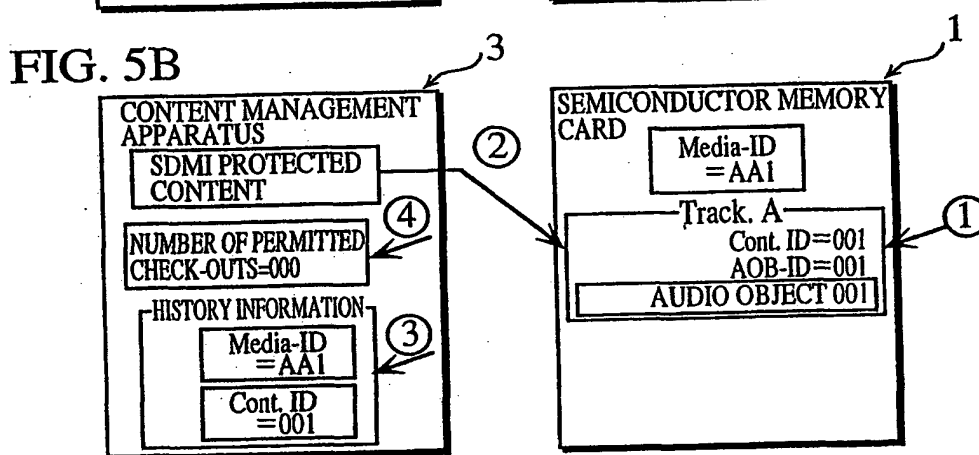 FIG. 5B
3
CONTENT MANAGEMENT
APPARATUS
SDMI PROTECTED
CONTENT
②
④
NUMBER OF PERMITTED
CHECK-OUTS=000
HISTORY INFORMATION
③
Media-ID
=AA1
Cont. ID
=001
1
SEMICONDUCTOR MEMORY
CARD
Media-ID
=AA1
Track. A
①
Cont. ID=001
AOB-ID=001
AUDIO OBJECT 001